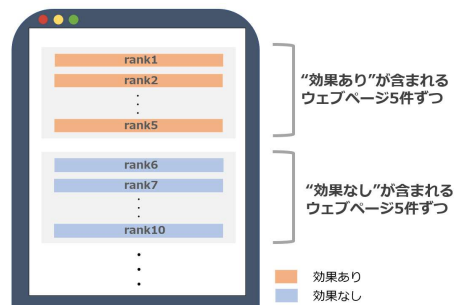 rank1
rank2
rank5
“効果あり”が含まれる
ウェブページ5件ずつ
rank6
rank7
rank10
“効果なし”が含まれる
ウェブページ5件ずつ
効果あり
効果なし